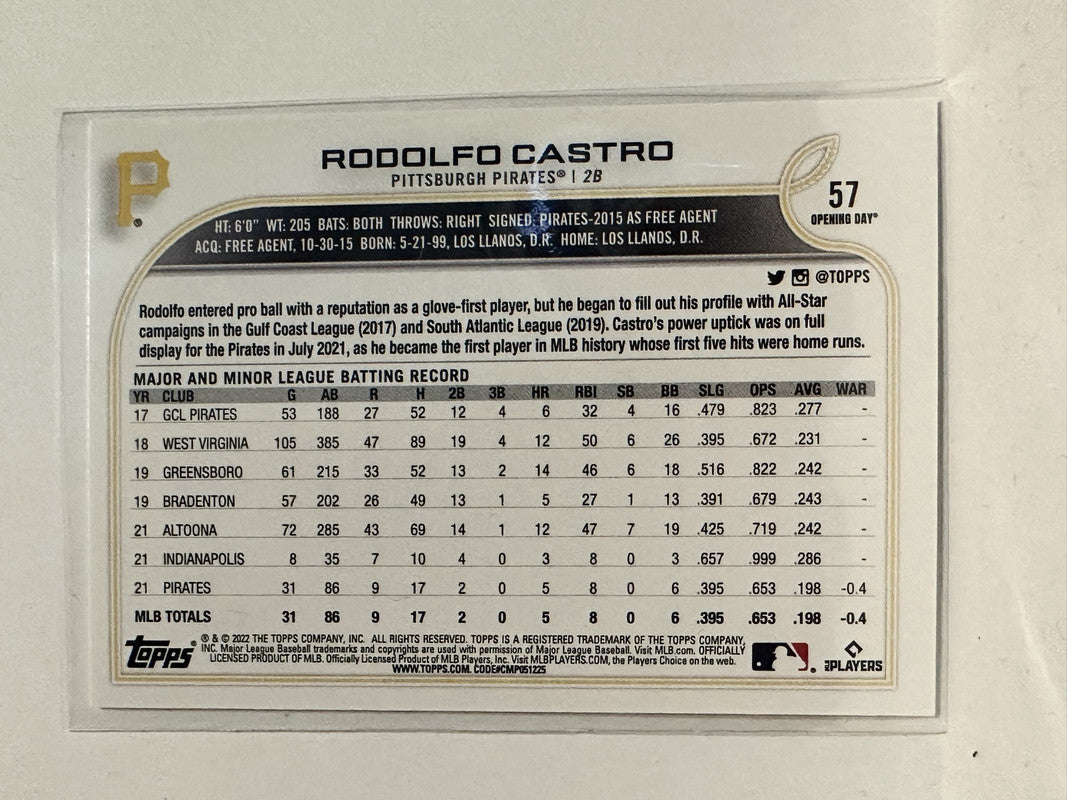 P
RODOLFO CASTRO
PITTSBURGH PIRATES® | 2B
57
OPENING DAY®
HT: 6'0" WT: 205 BATS: BOTH THROWS: RIGHT SIGNED: PIRATES-2015 AS FREE AGENT
ACQ: FREE AGENT, 10-30-15 BORN: 5-21-99, LOS LLANOS, D.R. HOME: LOS LLANOS, D.R.
@TOPPS
Rodolfo entered pro ball with a reputation as a glove-first player, but he began to fill out his profile with All-Star
campaigns in the Gulf Coast League (2017) and South Atlantic League (2019). Castro's power uptick was on full
display for the Pirates in July 2021, as he became the first player in MLB history whose first five hits were home runs.
MAJOR AND MINOR LEAGUE BATTING RECORD
YR CLUB G AB R H 2B 3B HR RBI SB BB SLG OPS AVG WAR
17 GCL PIRATES 53 188 27 52 12 4 6 32 4 16 .479 .823 .277 -
18 WEST VIRGINIA 105 385 47 89 19 4 12 50 6 26 .395 .672 .231 -
19 GREENSBORO 61 215 33 52 13 2 14 46 6 18 .516 .822 .242 -
19 BRADENTON 57 202 26 49 13 1 5 27 1 13 .391 .679 .243 -
21 ALTOONA 72 285 43 69 14 1 12 47 7 19 .425 .719 .242 -
21 INDIANAPOLIS 8 35 7 10 4 0 3 8 0 3 .657 .999 .286 -
21 PIRATES 31 86 9 17 2 0 5 8 0 6 .395 .653 .198 -0.4
MLB TOTALS 31 86 9 17 2 0 5 8 0 6 .395 .653 .198 -0.4
Topps®
® & © 2022 THE TOPPS COMPANY, INC. ALL RIGHTS RESERVED. TOPPS IS A REGISTERED TRADEMARK OF THE TOPPS COMPANY,
INC. Major League Baseball trademarks and copyrights are used with permission of Major League Baseball. Visit MLB.com. OFFICIALLY
LICENSED PRODUCT OF MLB. Officially Licensed Product of MLB Players, Inc. Visit MLBPLAYERS.COM, the Players Choice on the web.
WWW.TOPPS.COM. CODE#CMP051225
MLB PLAYERS